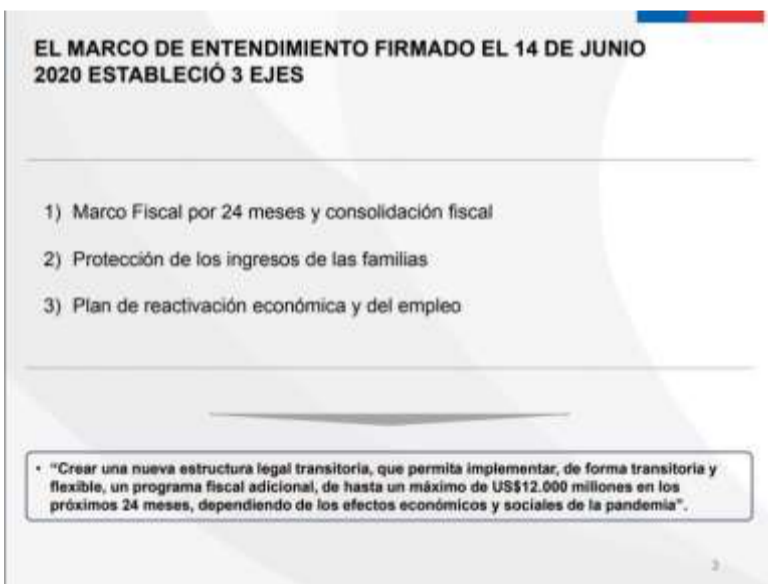 EL MARCO DE ENTENDIMIENTO FIRMADO EL 14 DE JUNIO
2020 ESTABLECIÓ 3 EJES
1) Marco Fiscal por 24 meses y consolidación fiscal
2) Protección de los ingresos de las familias
3) Plan de reactivación económica y del empleo
• "Crear una nueva estructura legal transitoria, que permita implementar, de forma transitoria y
flexible, un programa fiscal adicional, de hasta un máximo de US$12.000 millones en los
próximos 24 meses, dependiendo de los efectos económicos y sociales de la pandemia".
3